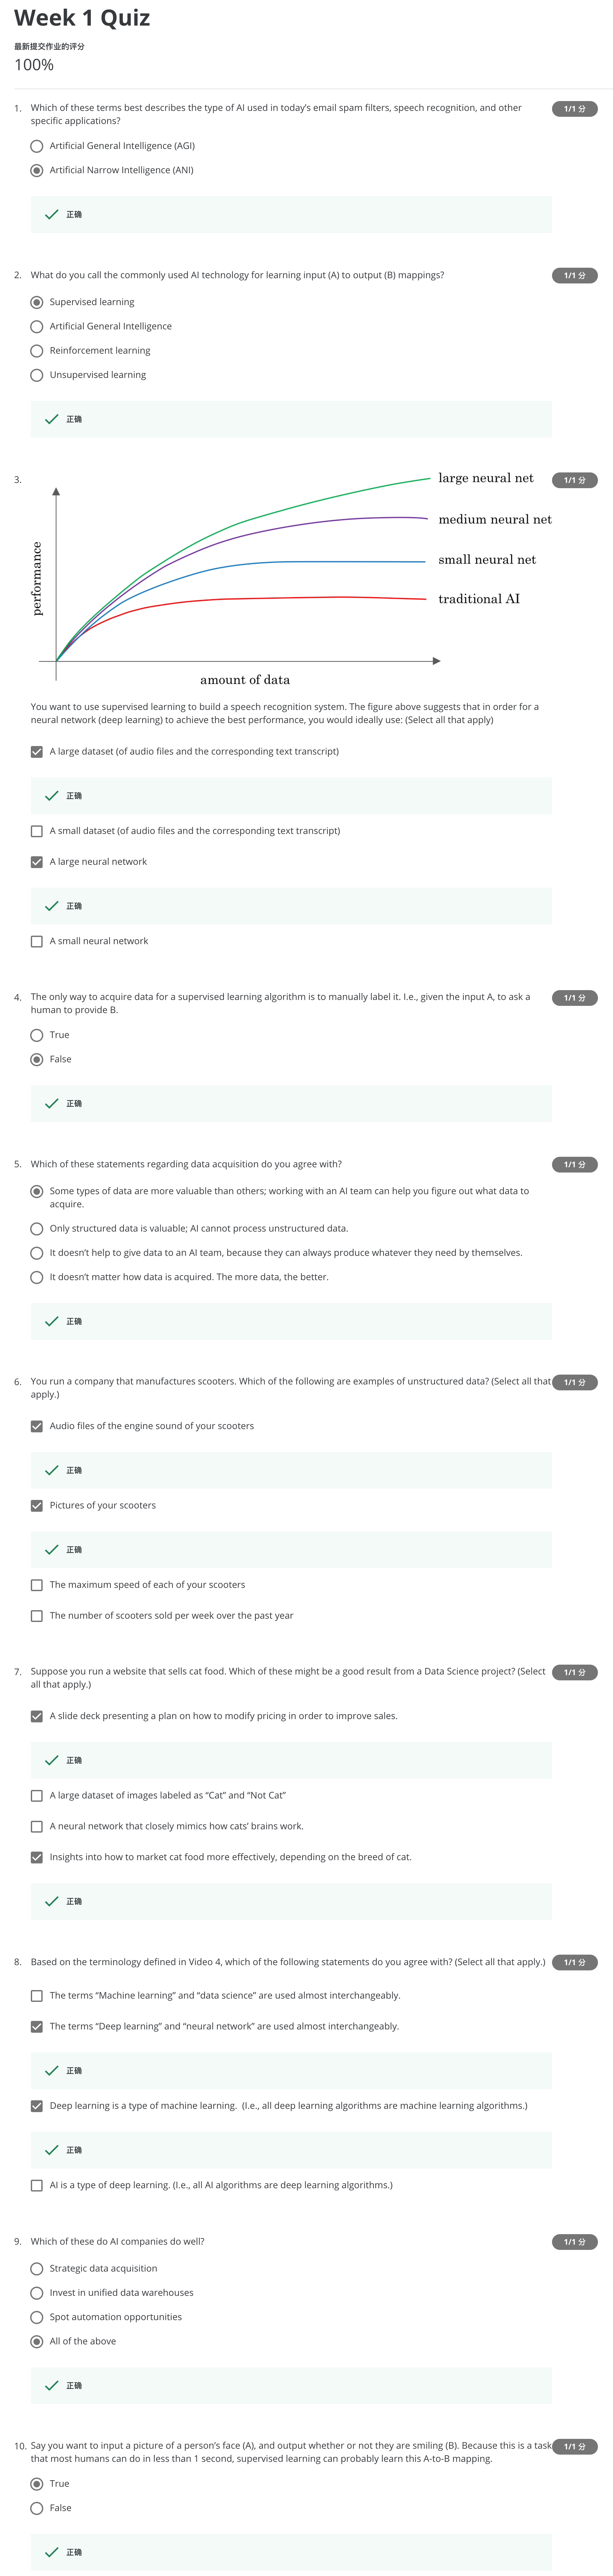 Week 1 Quiz
最新提交作业的评分
100%
1. Which of these terms best describes the type of AI used in today’s email spam filters, speech recognition, and other
specific applications?
1/1 分
Artificial General Intelligence (AGI)
Artificial Narrow Intelligence (ANI)
正确
2. What do you call the commonly used AI technology for learning input (A) to output (B) mappings?
1/1 分
Supervised learning
Artificial General Intelligence
Reinforcement learning
Unsupervised learning
正确
3.
1/1 分
large neural net
medium neural net
small neural net
traditional AI
performance
amount of data
You want to use supervised learning to build a speech recognition system. The figure above suggests that in order for a
neural network (deep learning) to achieve the best performance, you would ideally use: (Select all that apply)
A large dataset (of audio files and the corresponding text transcript)
正确
A small dataset (of audio files and the corresponding text transcript)
A large neural network
正确
A small neural network
4. The only way to acquire data for a supervised learning algorithm is to manually label it. I.e., given the input A, to ask a
human to provide B.
1/1 分
True
False
正确
5. Which of these statements regarding data acquisition do you agree with?
1/1 分
Some types of data are more valuable than others; working with an AI team can help you figure out what data to
acquire.
Only structured data is valuable; AI cannot process unstructured data.
It doesn’t help to give data to an AI team, because they can always produce whatever they need by themselves.
It doesn’t matter how data is acquired. The more data, the better.
正确
6. You run a company that manufactures scooters. Which of the following are examples of unstructured data? (Select all that
apply.)
1/1 分
Audio files of the engine sound of your scooters
正确
Pictures of your scooters
正确
The maximum speed of each of your scooters
The number of scooters sold per week over the past year
7. Suppose you run a website that sells cat food. Which of these might be a good result from a Data Science project? (Select
all that apply.)
1/1 分
A slide deck presenting a plan on how to modify pricing in order to improve sales.
正确
A large dataset of images labeled as “Cat” and “Not Cat”
A neural network that closely mimics how cats’ brains work.
Insights into how to market cat food more effectively, depending on the breed of cat.
正确
8. Based on the terminology defined in Video 4, which of the following statements do you agree with? (Select all that apply.)
1/1 分
The terms “Machine learning” and “data science” are used almost interchangeably.
The terms “Deep learning” and “neural network” are used almost interchangeably.
正确
Deep learning is a type of machine learning. (I.e., all deep learning algorithms are machine learning algorithms.)
正确
AI is a type of deep learning. (I.e., all AI algorithms are deep learning algorithms.)
9. Which of these do AI companies do well?
1/1 分
Strategic data acquisition
Invest in unified data warehouses
Spot automation opportunities
All of the above
正确
10. Say you want to input a picture of a person’s face (A), and output whether or not they are smiling (B). Because this is a task
that most humans can do in less than 1 second, supervised learning can probably learn this A-to-B mapping.
1/1 分
True
False
正确